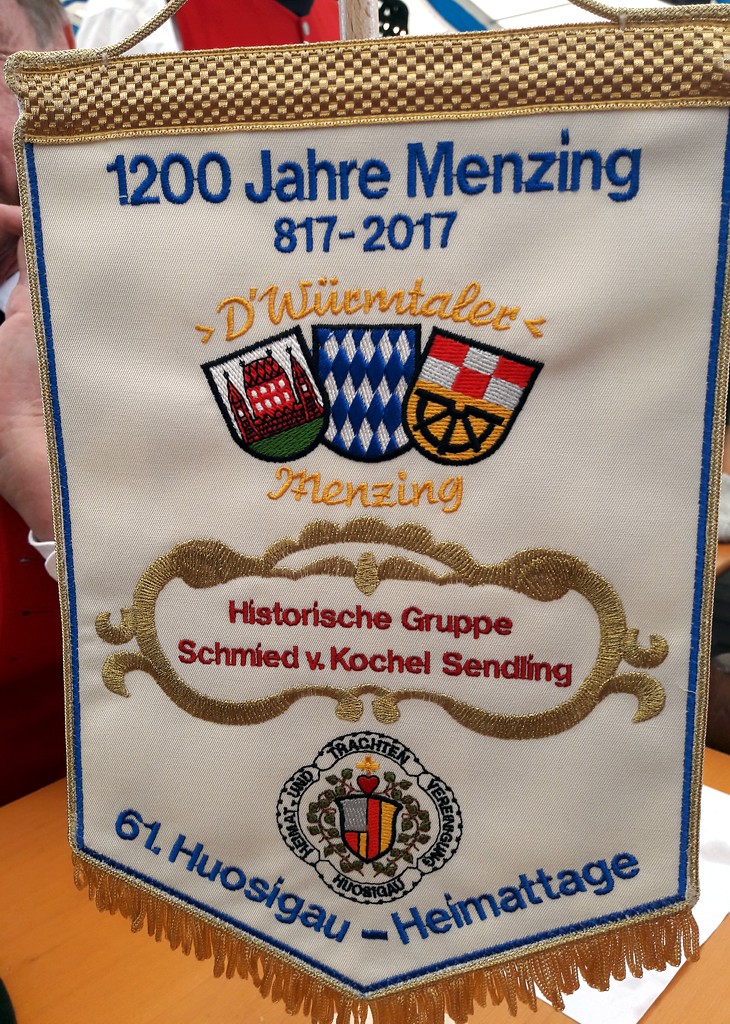 1200 Jahre Menzing
817-2017
D'Würmtaler
Menzing
Historische Gruppe
Schmied v. Kochel Sendling
HEIMAT- UND TRACHTEN VEREINIGUNG
HUOSIGAU
61. Huosigau - Heimattage